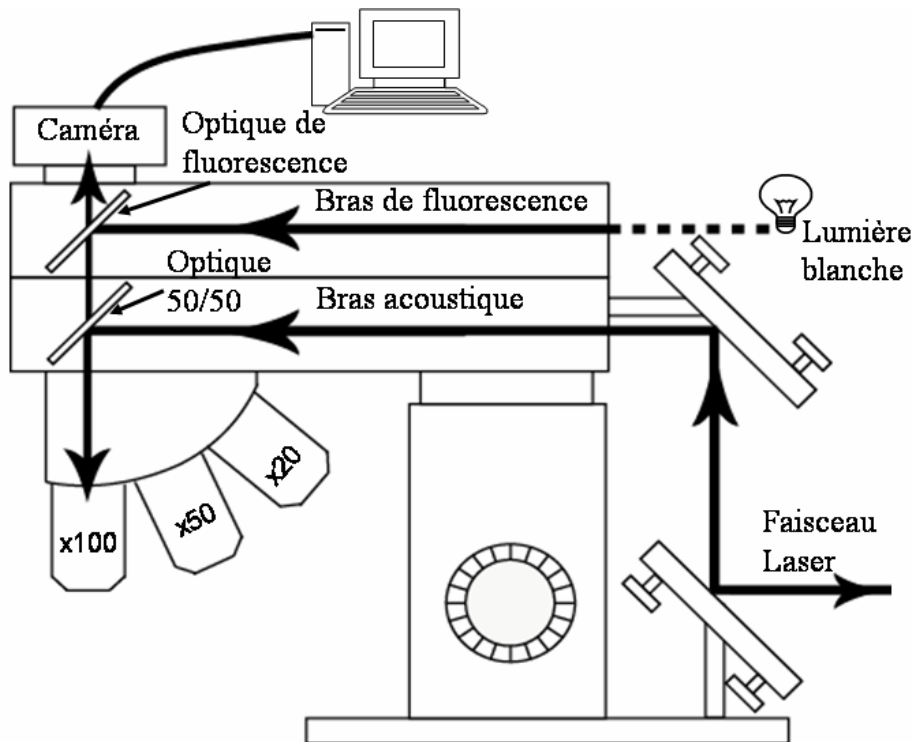 Caméra
Optique de
fluorescence
Bras de fluorescence
Lumière
blanche
Optique
50/50
Bras acoustique
x20
x50
x100
Faisceau
Laser